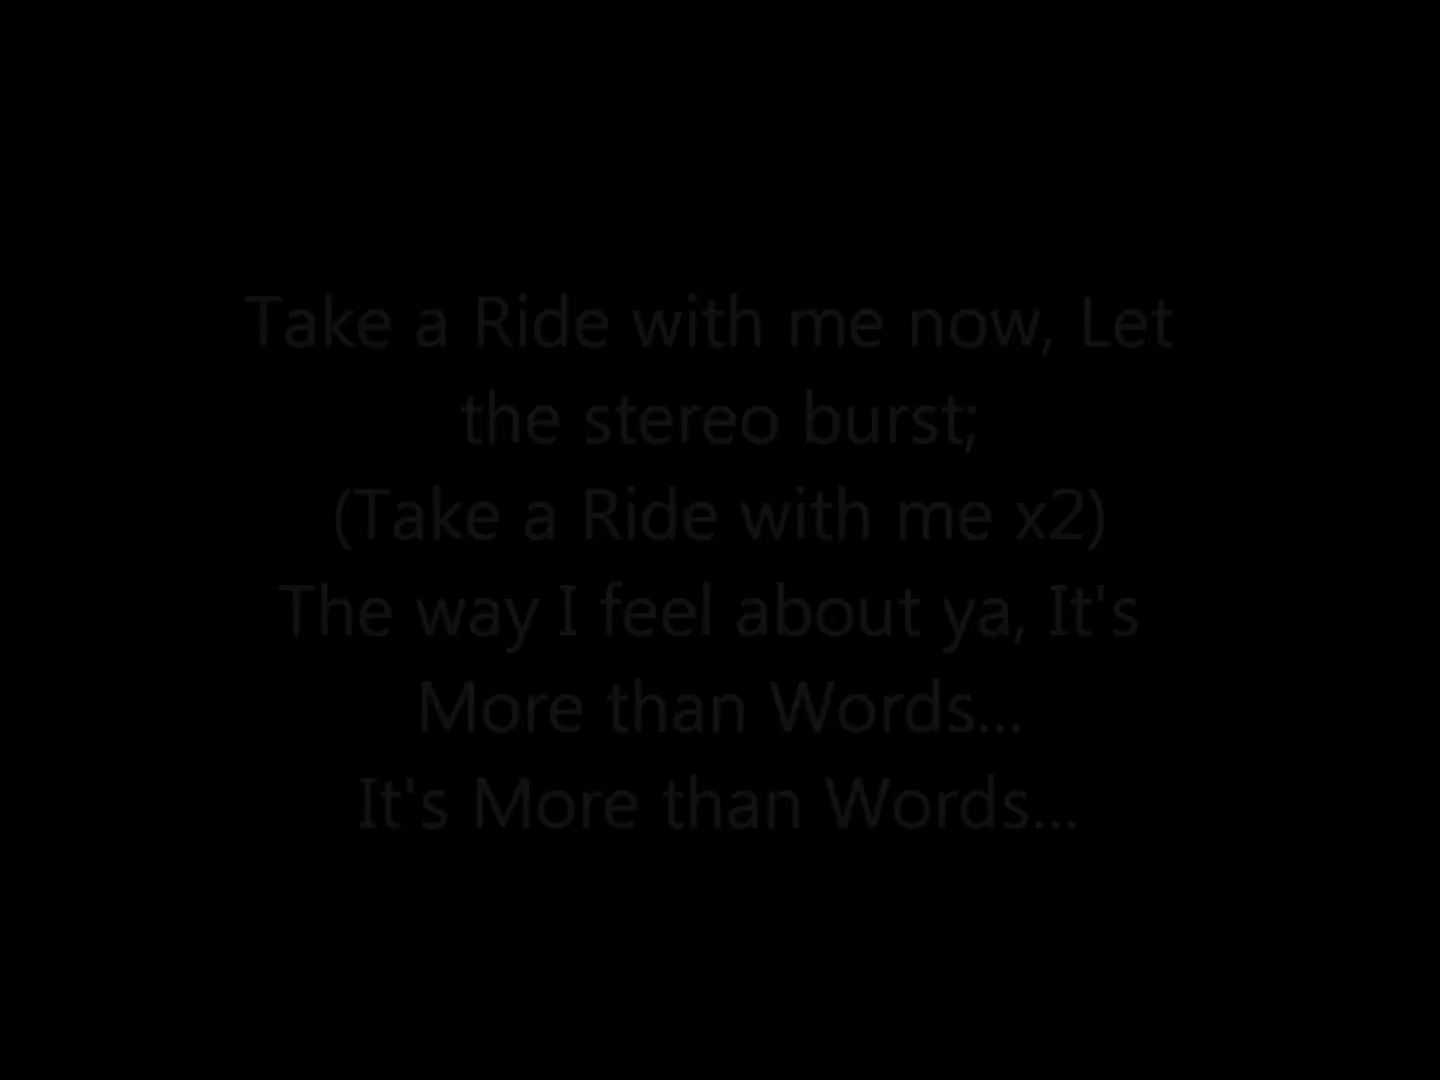 Take a Ride with me now, Let
the stereo burst;
(Take a Ride with me x2)
The way I feel about ya, It's
More than Words...
It's More than Words...